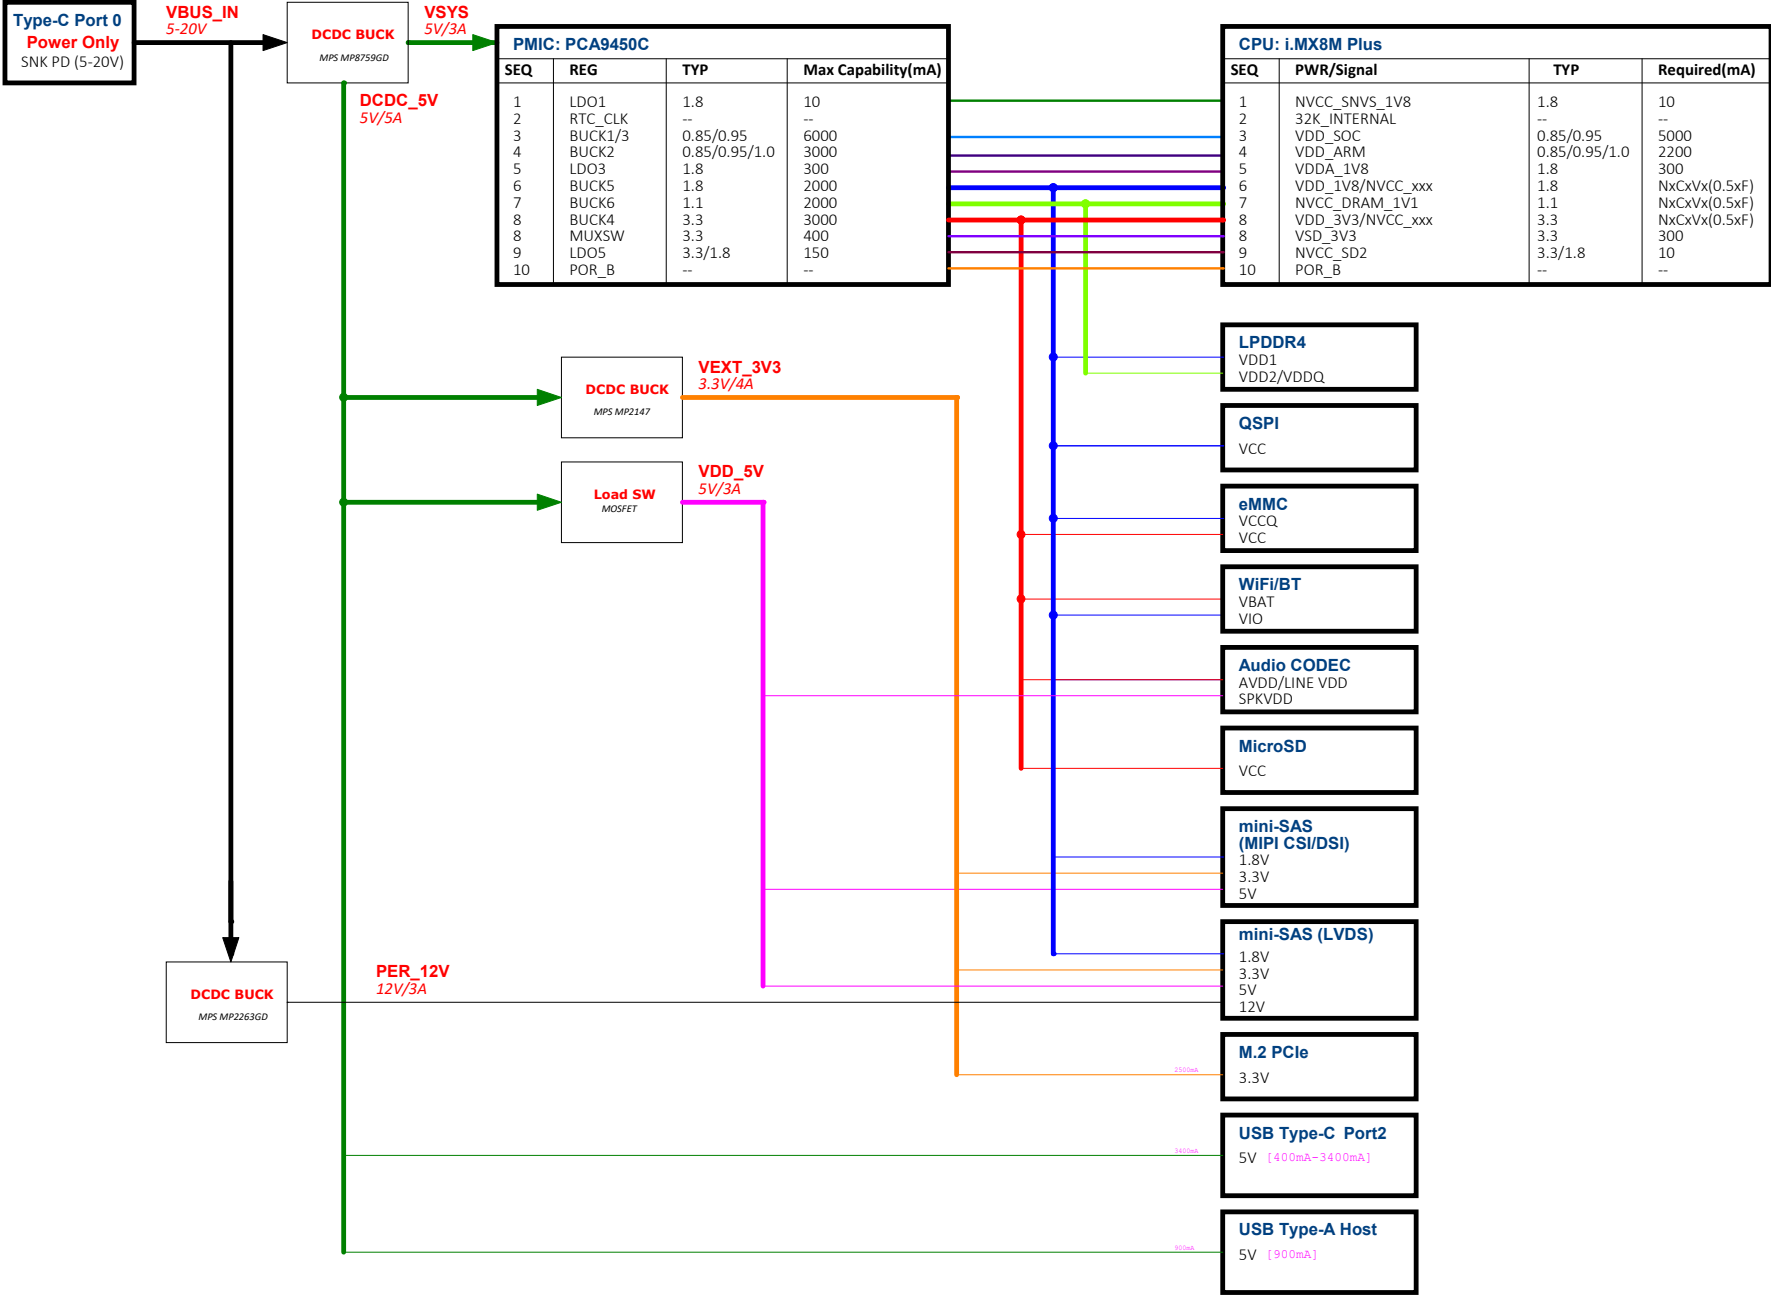 Type-C Port 0
Power Only
SNK PD (5-20V)
VBUS_IN
5-20V
DCDC BUCK
MPS MP8759GD
VSYS
5V/3A
DCDC_5V
5V/5A
PMIC: PCA9450C
SEQ REG TYP Max Capability(mA)
1 LDO1 1.8 10
2 RTC_CLK -- --
3 BUCK1/3 0.85/0.95 6000
4 BUCK2 0.85/0.95/1.0 3000
5 LDO3 1.8 300
6 BUCK5 1.8 2000
7 BUCK6 1.1 2000
8 BUCK4 3.3 3000
8 MUXSW 3.3 400
9 LDO5 3.3/1.8 150
10 POR_B -- --
CPU: i.MX8M Plus
SEQ PWR/Signal TYP Required(mA)
1 NVCC_SNVS_1V8 1.8 10
2 32K_INTERNAL -- --
3 VDD_SOC 0.85/0.95 5000
4 VDD_ARM 0.85/0.95/1.0 2200
5 VDDA_1V8 1.8 300
6 VDD_1V8/NVCC_xxx 1.8 NxCxVx(0.5xF)
7 NVCC_DRAM_1V1 1.1 NxCxVx(0.5xF)
8 VDD_3V3/NVCC_xxx 3.3 NxCxVx(0.5xF)
8 VSD_3V3 3.3 300
9 NVCC_SD2 3.3/1.8 10
10 POR_B -- --
DCDC BUCK
MPS MP2147
VEXT_3V3
3.3V/4A
Load SW
MOSFET
VDD_5V
5V/3A
DCDC BUCK
MPS MP2263GD
PER_12V
12V/3A
LPDDR4
VDD1
VDD2/VDDQ
QSPI
VCC
eMMC
VCCQ
VCC
WiFi/BT
VBAT
VIO
Audio CODEC
AVDD/LINE VDD
SPKVDD
MicroSD
VCC
mini-SAS
(MIPI CSI/DSI)
1.8V
3.3V
5V
mini-SAS (LVDS)
1.8V
3.3V
5V
12V
M.2 PCIe
2500mA
3.3V
USB Type-C Port2
3400mA
5V [400mA-3400mA]
USB Type-A Host
900mA
5V [900mA]